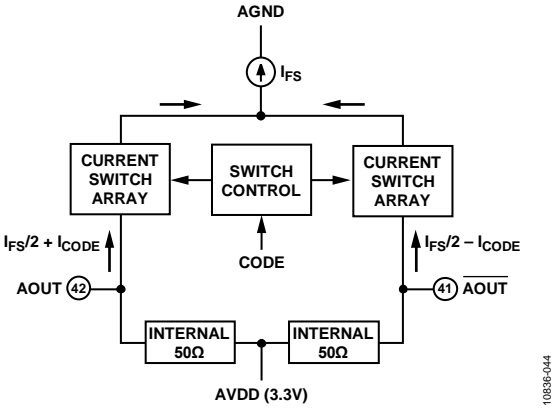 AGND
IFS
CURRENT
SWITCH
ARRAY
SWITCH
CONTROL
CURRENT
SWITCH
ARRAY
IFS/2 + ICODE
CODE
IFS/2 – ICODE
AOUT 42
41 AOUT
INTERNAL
50Ω
INTERNAL
50Ω
AVDD (3.3V)
10836-044